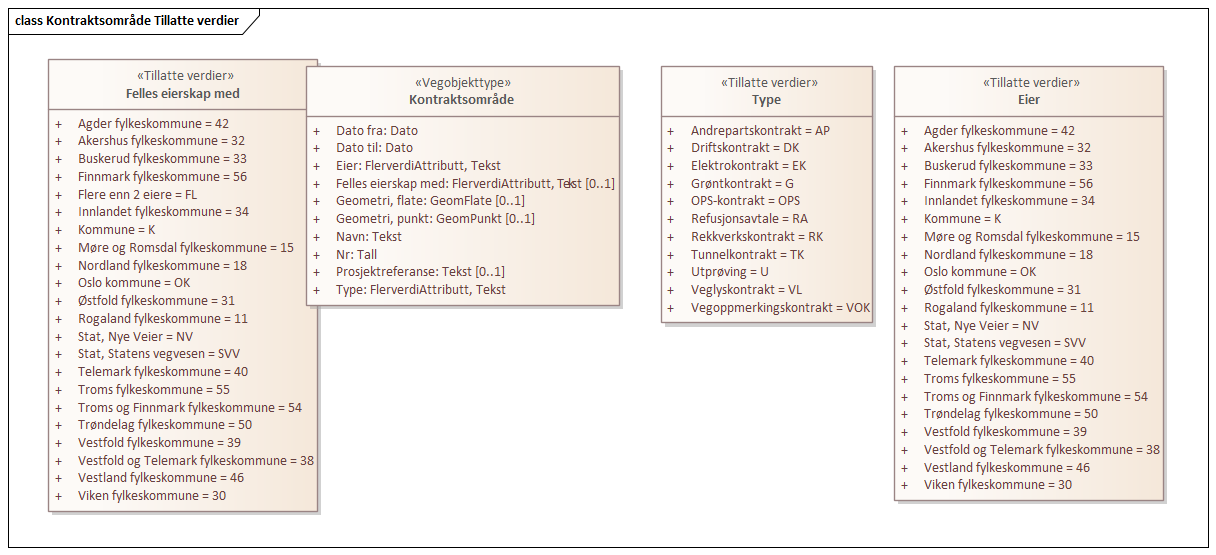 class Kontraktsområde Tillatte verdier
«Tillatte verdier»
Felles eierskap med
+ Agder fylkeskommune = 42
+ Akershus fylkeskommune = 32
+ Buskerud fylkeskommune = 33
+ Finnmark fylkeskommune = 56
+ Flere enn 2 eiere = FL
+ Innlandet fylkeskommune = 34
+ Kommune = K
+ Møre og Romsdal fylkeskommune = 15
+ Nordland fylkeskommune = 18
+ Oslo kommune = OK
+ Østfold fylkeskommune = 31
+ Rogaland fylkeskommune = 11
+ Stat, Nye Veier = NV
+ Stat, Statens vegvesen = SVV
+ Telemark fylkeskommune = 40
+ Troms fylkeskommune = 55
+ Troms og Finnmark fylkeskommune = 54
+ Trøndelag fylkeskommune = 50
+ Vestfold fylkeskommune = 39
+ Vestfold og Telemark fylkeskommune = 38
+ Vestland fylkeskommune = 46
+ Viken fylkeskommune = 30
«Vegobjekttype»
Kontraktsområde
+ Dato fra: Dato
+ Dato til: Dato
+ Eier: FlerverdiAttributt, Tekst
+ Felles eierskap med: FlerverdiAttributt, Tekst [0..1]
+ Geometri, flate: GeomFlate [0..1]
+ Geometri, punkt: GeomPunkt [0..1]
+ Navn: Tekst
+ Nr: Tall
+ Prosjektreferanse: Tekst [0..1]
+ Type: FlerverdiAttributt, Tekst
«Tillatte verdier»
Type
+ Andrepartskontrakt = AP
+ Driftskontrakt = DK
+ Elektrokontrakt = EK
+ Grøntkontrakt = G
+ OPS-kontrakt = OPS
+ Refusjonsavtale = RA
+ Rekkverkskontrakt = RK
+ Tunnelkontrakt = TK
+ Utprøving = U
+ Veglyskontrakt = VL
+ Vegoppmerkingskontrakt = VOK
«Tillatte verdier»
Eier
+ Agder fylkeskommune = 42
+ Akershus fylkeskommune = 32
+ Buskerud fylkeskommune = 33
+ Finnmark fylkeskommune = 56
+ Innlandet fylkeskommune = 34
+ Kommune = K
+ Møre og Romsdal fylkeskommune = 15
+ Nordland fylkeskommune = 18
+ Oslo kommune = OK
+ Østfold fylkeskommune = 31
+ Rogaland fylkeskommune = 11
+ Stat, Nye Veier = NV
+ Stat, Statens vegvesen = SVV
+ Telemark fylkeskommune = 40
+ Troms fylkeskommune = 55
+ Troms og Finnmark fylkeskommune = 54
+ Trøndelag fylkeskommune = 50
+ Vestfold fylkeskommune = 39
+ Vestfold og Telemark fylkeskommune = 38
+ Vestland fylkeskommune = 46
+ Viken fylkeskommune = 30